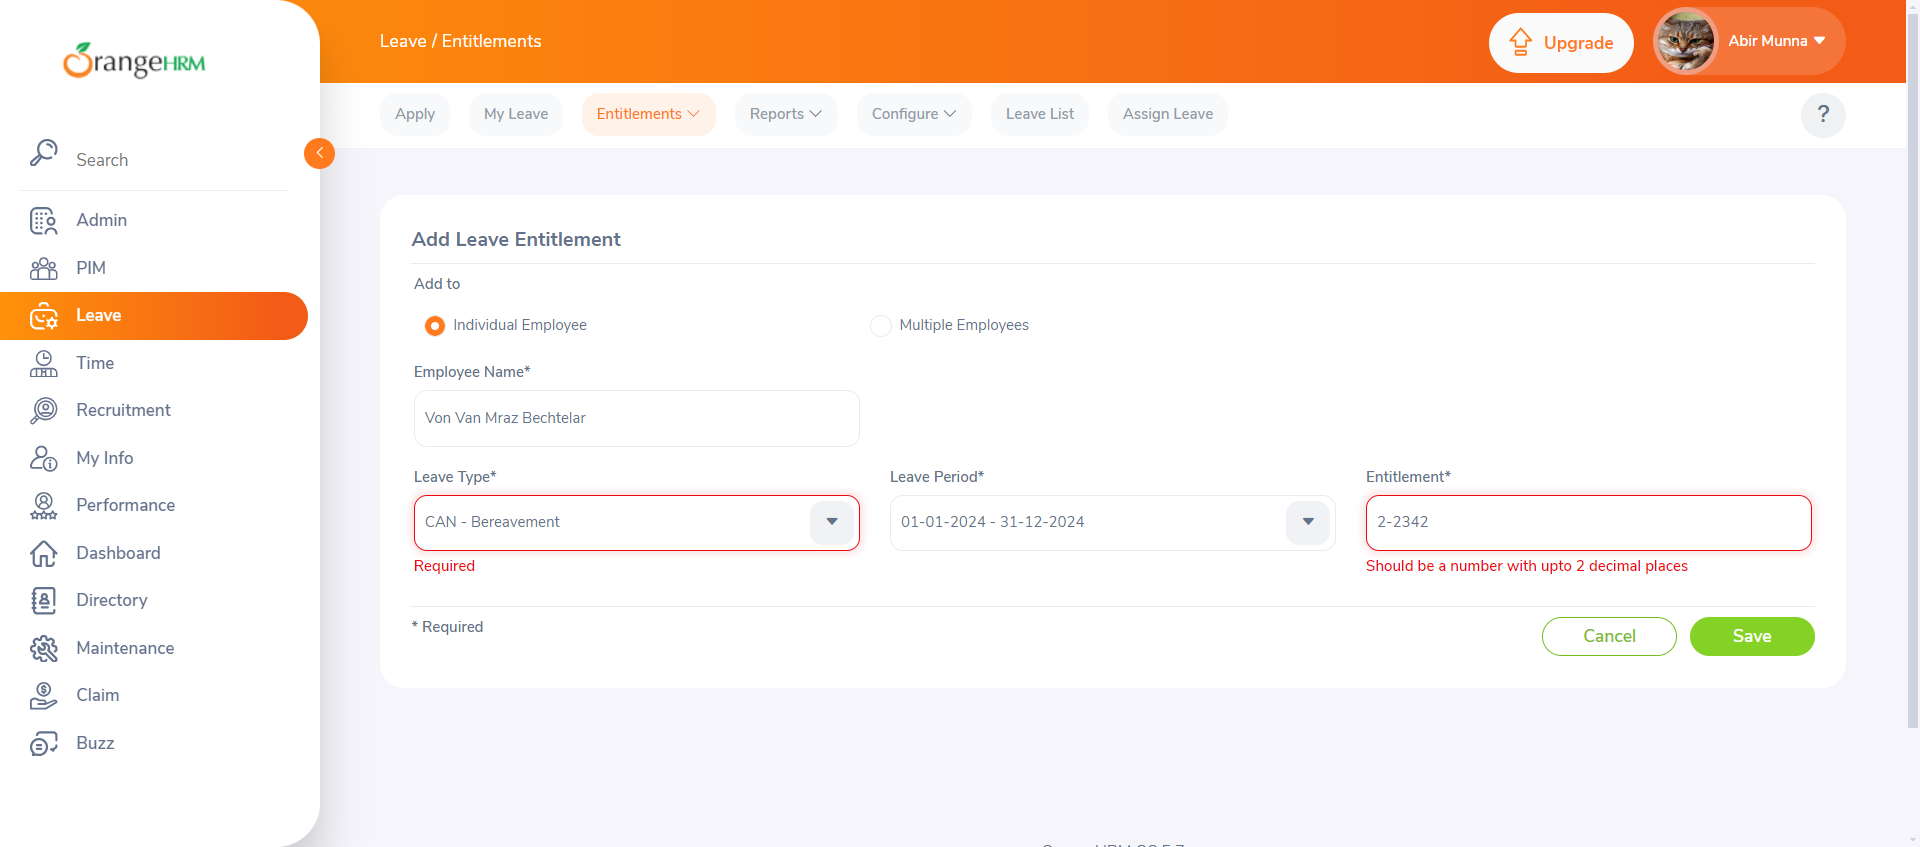 OrangeHRM
Leave / Entitlements
Upgrade
Abir Munna
Apply
My Leave
Entitlements
Reports
Configure
Leave List
Assign Leave
?
Search
Admin
PIM
Leave
Time
Recruitment
My Info
Performance
Dashboard
Directory
Maintenance
Claim
Buzz
Add Leave Entitlement
Add to
Individual Employee
Multiple Employees
Employee Name*
Von Van Mraz Bechtelar
Leave Type*
Leave Period*
Entitlement*
CAN - Bereavement
01-01-2024 - 31-12-2024
2-2342
Required
Should be a number with upto 2 decimal places
* Required
Cancel
Save